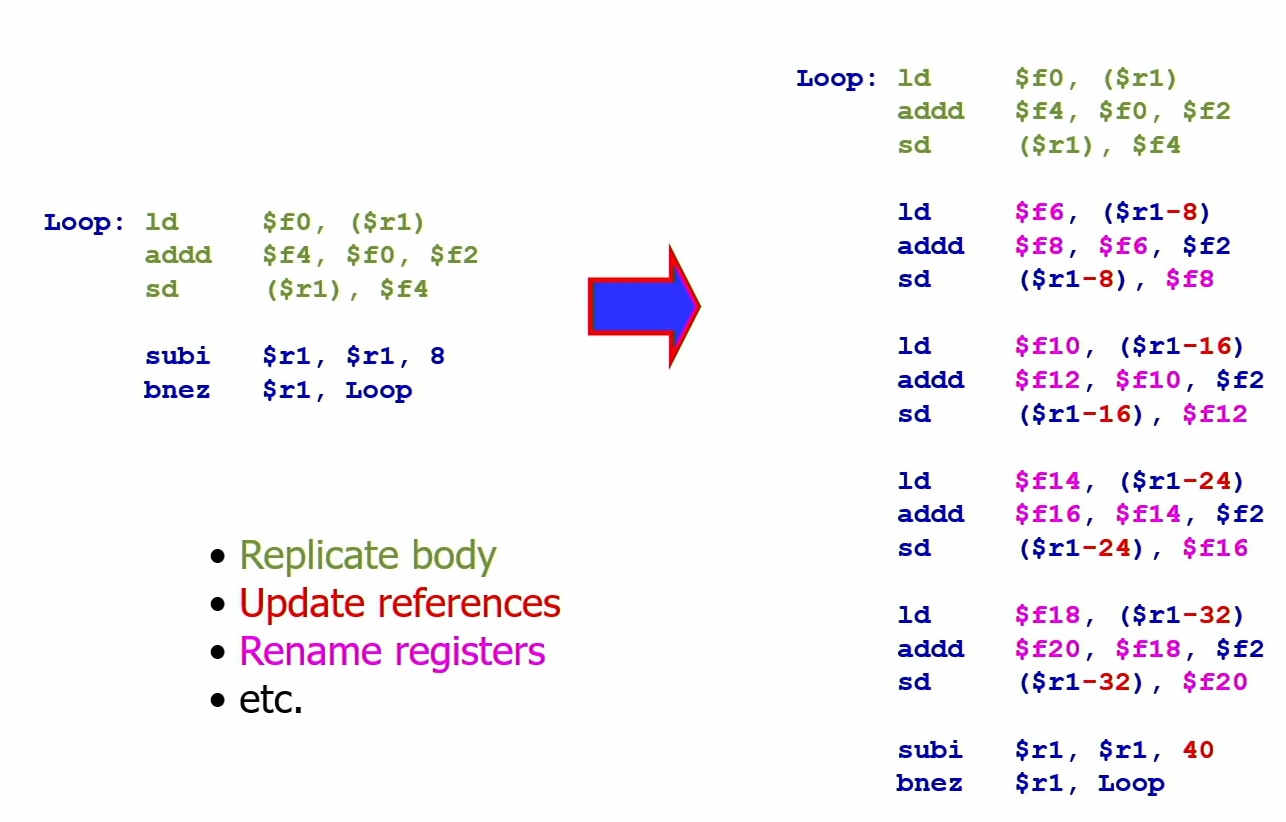 Loop: ld $f0, ($r1)
addd $f4, $f0, $f2
sd ($r1), $f4
subi $r1, $r1, 8
bnez $r1, Loop
• Replicate body
• Update references
• Rename registers
• etc.
Loop: ld $f0, ($r1)
addd $f4, $f0, $f2
sd ($r1), $f4
ld $f6, ($r1-8)
addd $f8, $f6, $f2
sd ($r1-8), $f8
ld $f10, ($r1-16)
addd $f12, $f10, $f2
sd ($r1-16), $f12
ld $f14, ($r1-24)
addd $f16, $f14, $f2
sd ($r1-24), $f16
ld $f18, ($r1-32)
addd $f20, $f18, $f2
sd ($r1-32), $f20
subi $r1, $r1, 40
bnez $r1, Loop